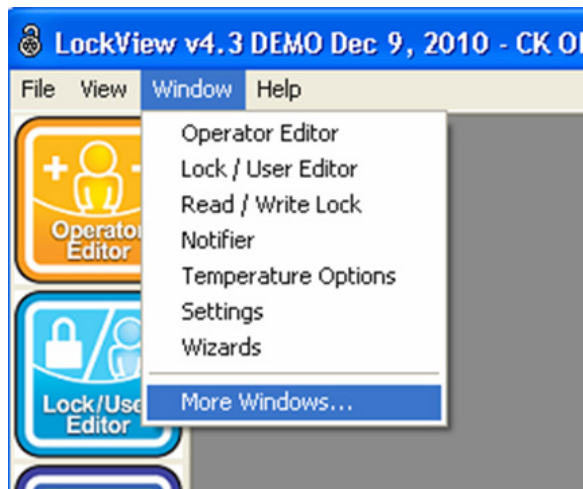 LockView v4.3 DEMO Dec 9, 2010 - CK
File View Window Help
Operator Editor
Lock / User Editor
Read / Write Lock
Notifier
Temperature Options
Settings
Wizards
More Windows...
Operator
Editor
Lock/User
Editor